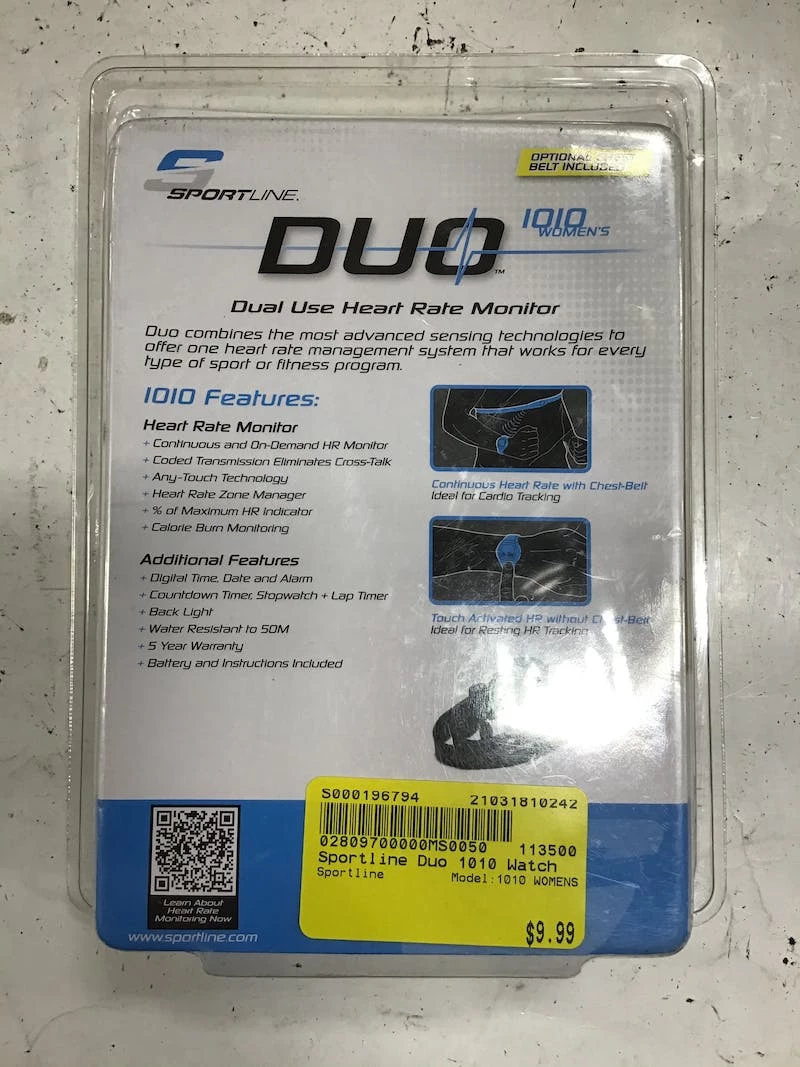 SPORTLINE.
OPTIONAL CHEST
BELT INCLUDED
DUO™
1010
WOMEN'S
Dual Use Heart Rate Monitor
Duo combines the most advanced sensing technologies to
offer one heart rate management system that works for every
type of sport or fitness program.
1010 Features:
Heart Rate Monitor
+ Continuous and On-Demand HR Monitor
+ Coded Transmission Eliminates Cross-Talk
+ Any-Touch Technology
+ Heart Rate Zone Manager
+ % of Maximum HR Indicator
+ Calorie Burn Monitoring
Additional Features
+ Digital Time, Date and Alarm
+ Countdown Timer, Stopwatch + Lap Timer
+ Back Light
+ Water Resistant to 50M
+ 5 Year Warranty
+ Battery and Instructions Included
Continuous Heart Rate with Chest-Belt
Ideal for Cardio Tracking
Touch Activated HR without Chest-Belt
Ideal for Resting HR Tracking
Learn About
Heart Rate
Monitoring Now
www.sportline.com
S000196794 21031810242
02809700000MS0050 113500
Sportline Duo 1010 Watch
Sportline Model:1010 WOMENS
$9.99